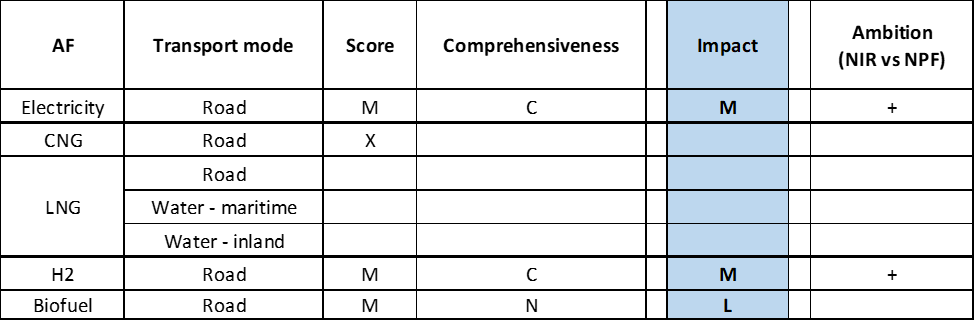 AF Transport mode Score Comprehensiveness Impact Ambition
(NIR vs NPF)
Electricity Road M C M +
CNG Road X
LNG Road
Water - maritime
Water - inland
H2 Road M C M +
Biofuel Road M N L